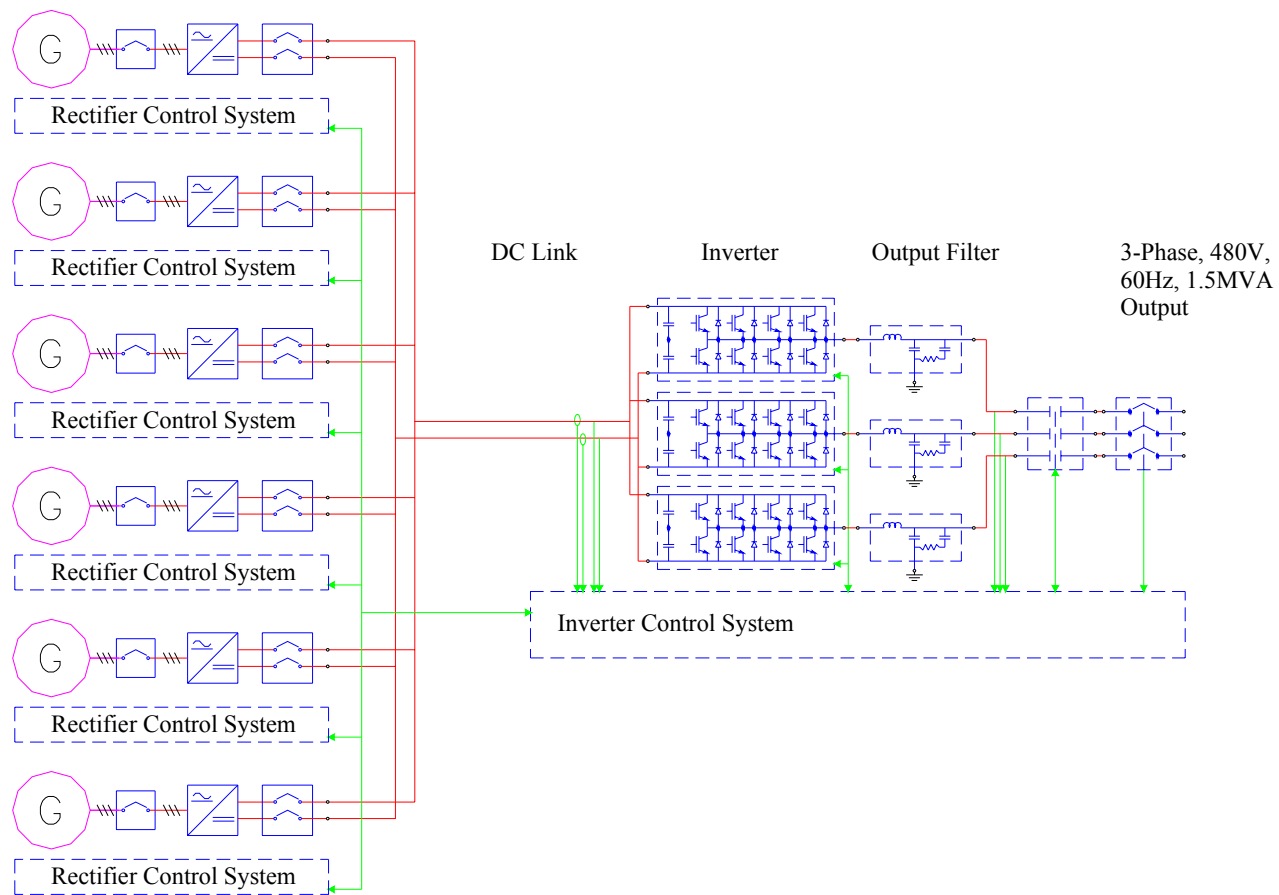 G
Rectifier Control System
G
Rectifier Control System
G
Rectifier Control System
G
Rectifier Control System
G
Rectifier Control System
G
Rectifier Control System
DC Link
Inverter
Output Filter
3-Phase, 480V,
60Hz, 1.5MVA
Output
Inverter Control System